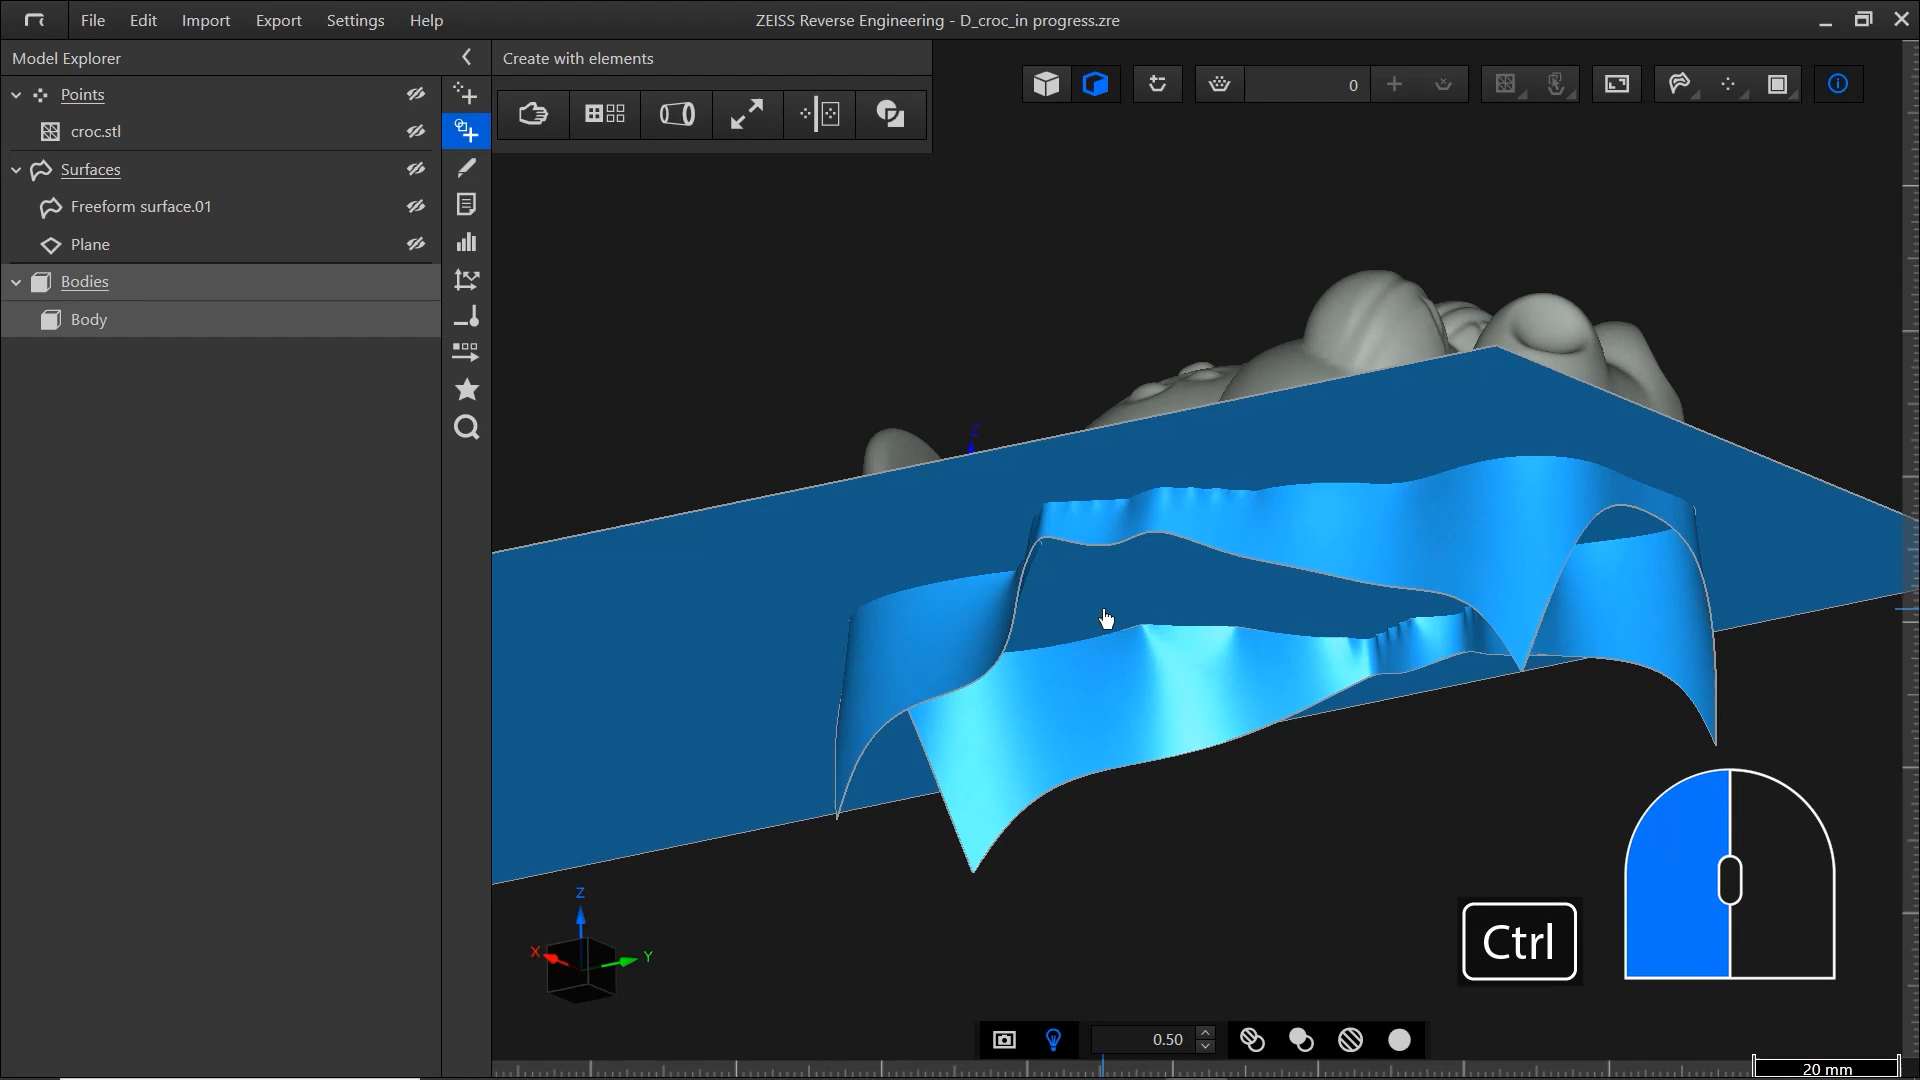 File Edit Import Export Settings Help
ZEISS Reverse Engineering - D_croc_in progress.zre
Model Explorer
Create with elements
Points
croc.stl
Surfaces
Freeform surface.01
Plane
Bodies
Body
0
Z
Z
X
Y
Ctrl
0.50
20 mm